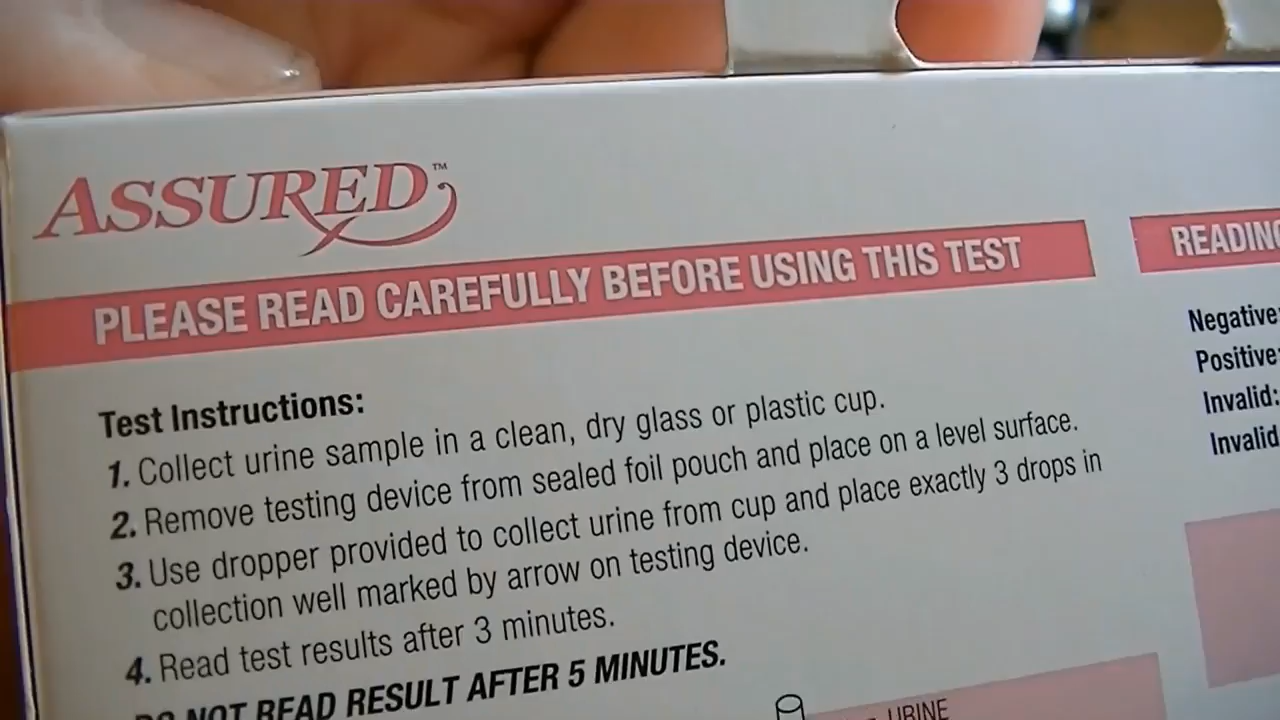 ASSURED™
PLEASE READ CAREFULLY BEFORE USING THIS TEST
Test Instructions:
1. Collect urine sample in a clean, dry glass or plastic cup.
2. Remove testing device from sealed foil pouch and place on a level surface.
3. Use dropper provided to collect urine from cup and place exactly 3 drops in
collection well marked by arrow on testing device.
4. Read test results after 3 minutes.
DO NOT READ RESULT AFTER 5 MINUTES.
URINE
READING
Negative:
Positive:
Invalid:
Invalid